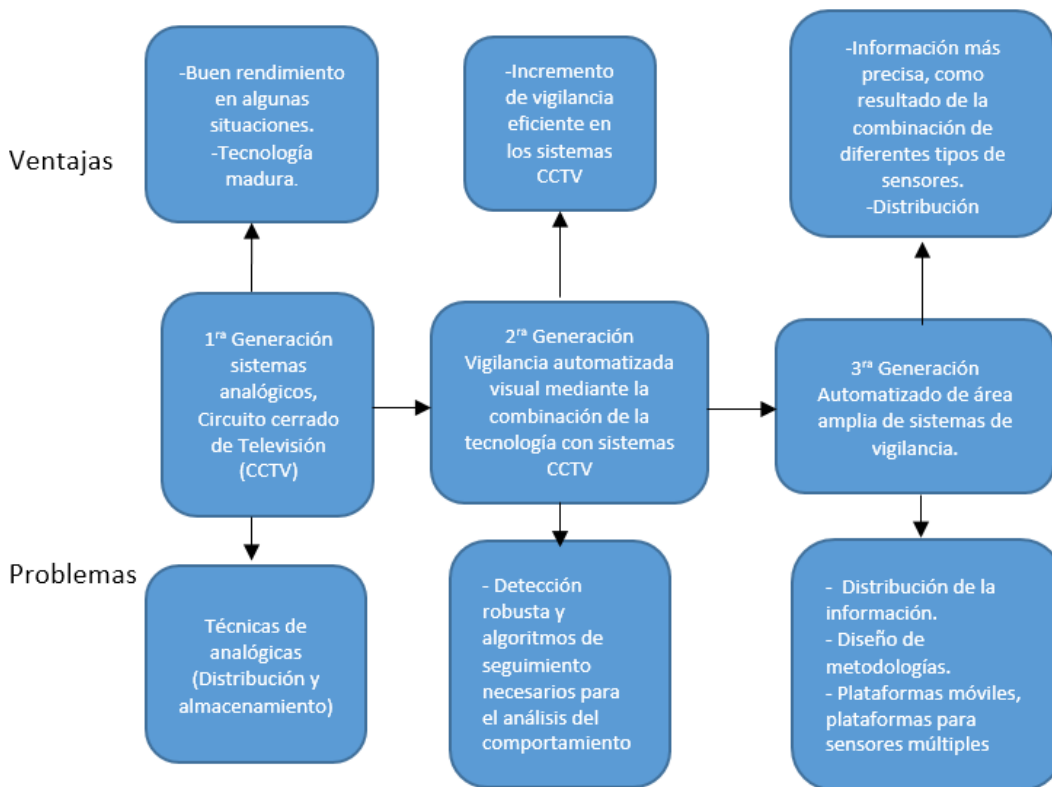 Ventajas
-Buen rendimiento
en algunas
situaciones.
-Tecnología
madura.
-Incremento
de vigilancia
eficiente en
los sistemas
CCTV
-Información más
precisa, como
resultado de la
combinación de
diferentes tipos de
sensores.
-Distribución
1ra Generación
sistemas
analógicos,
Circuito cerrado
de Televisión
(CCTV)
2ra Generación
Vigilancia automatizada
visual mediante la
combinación de la
tecnología con sistemas
CCTV
3ra Generación
Automatizado de área
amplia de sistemas de
vigilancia.
Problemas
Técnicas de
analógicas
(Distribución y
almacenamiento)
- Detección
robusta y
algoritmos de
seguimiento
necesarios para
el análisis del
comportamiento
- Distribución de la
información.
- Diseño de
metodologías.
- Plataformas móviles,
plataformas para
sensores múltiples